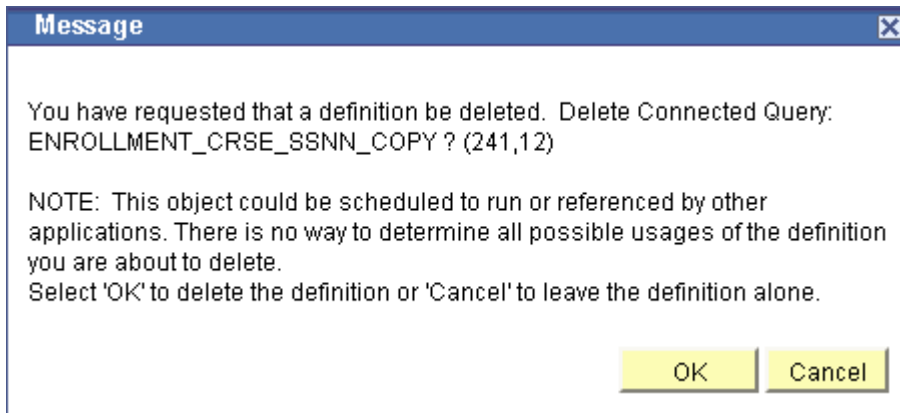 Message
You have requested that a definition be deleted. Delete Connected Query:
ENROLLMENT_CRSE_SSNN_COPY ? (241,12)
NOTE: This object could be scheduled to run or referenced by other
applications. There is no way to determine all possible usages of the definition
you are about to delete.
Select 'OK' to delete the definition or 'Cancel' to leave the definition alone.
OK Cancel